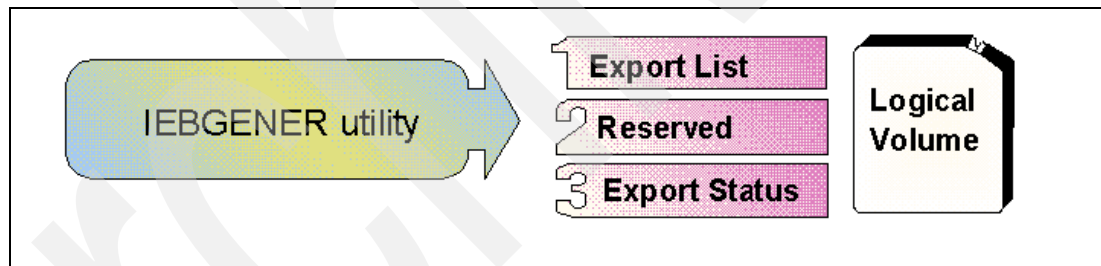 IEBGENER utility
1 Export List
2 Reserved
3 Export Status
Logical
Volume